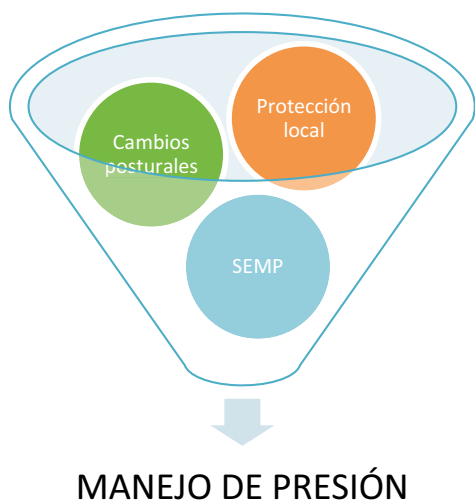 Protección
local
Cambios
posturales
SEMP
MANEJO DE PRESIÓN